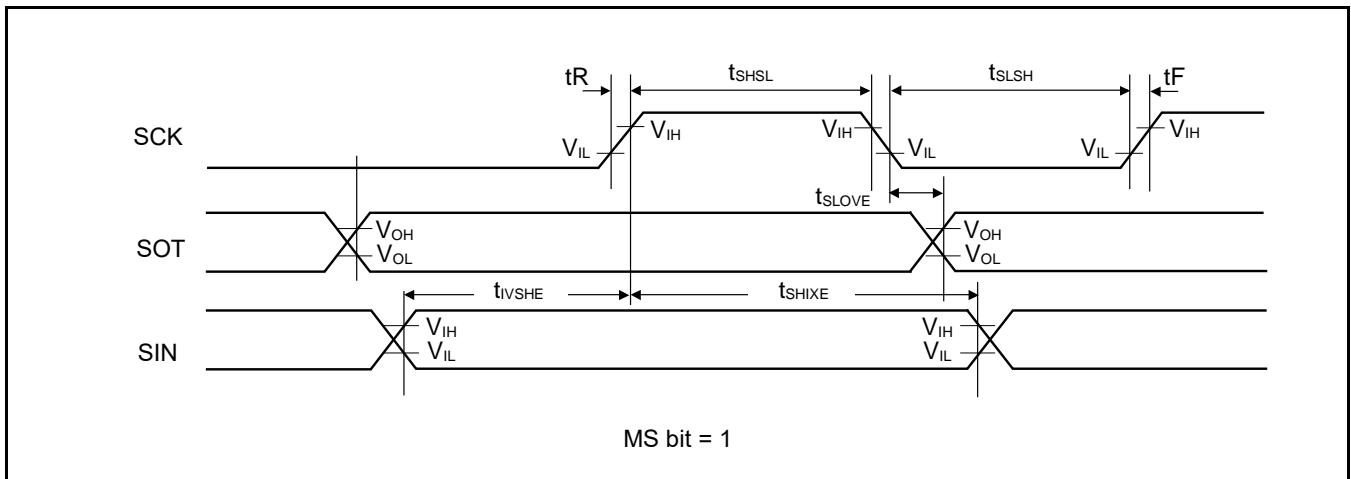 tR tSHSL tSLSH tF
SCK VIL VIH VIH VIL VIL VIH
tSLOVE
SOT VOH VOL VOH VOL
tIVSHE tSHIXE
SIN VIH VIL VIH VIL
MS bit = 1